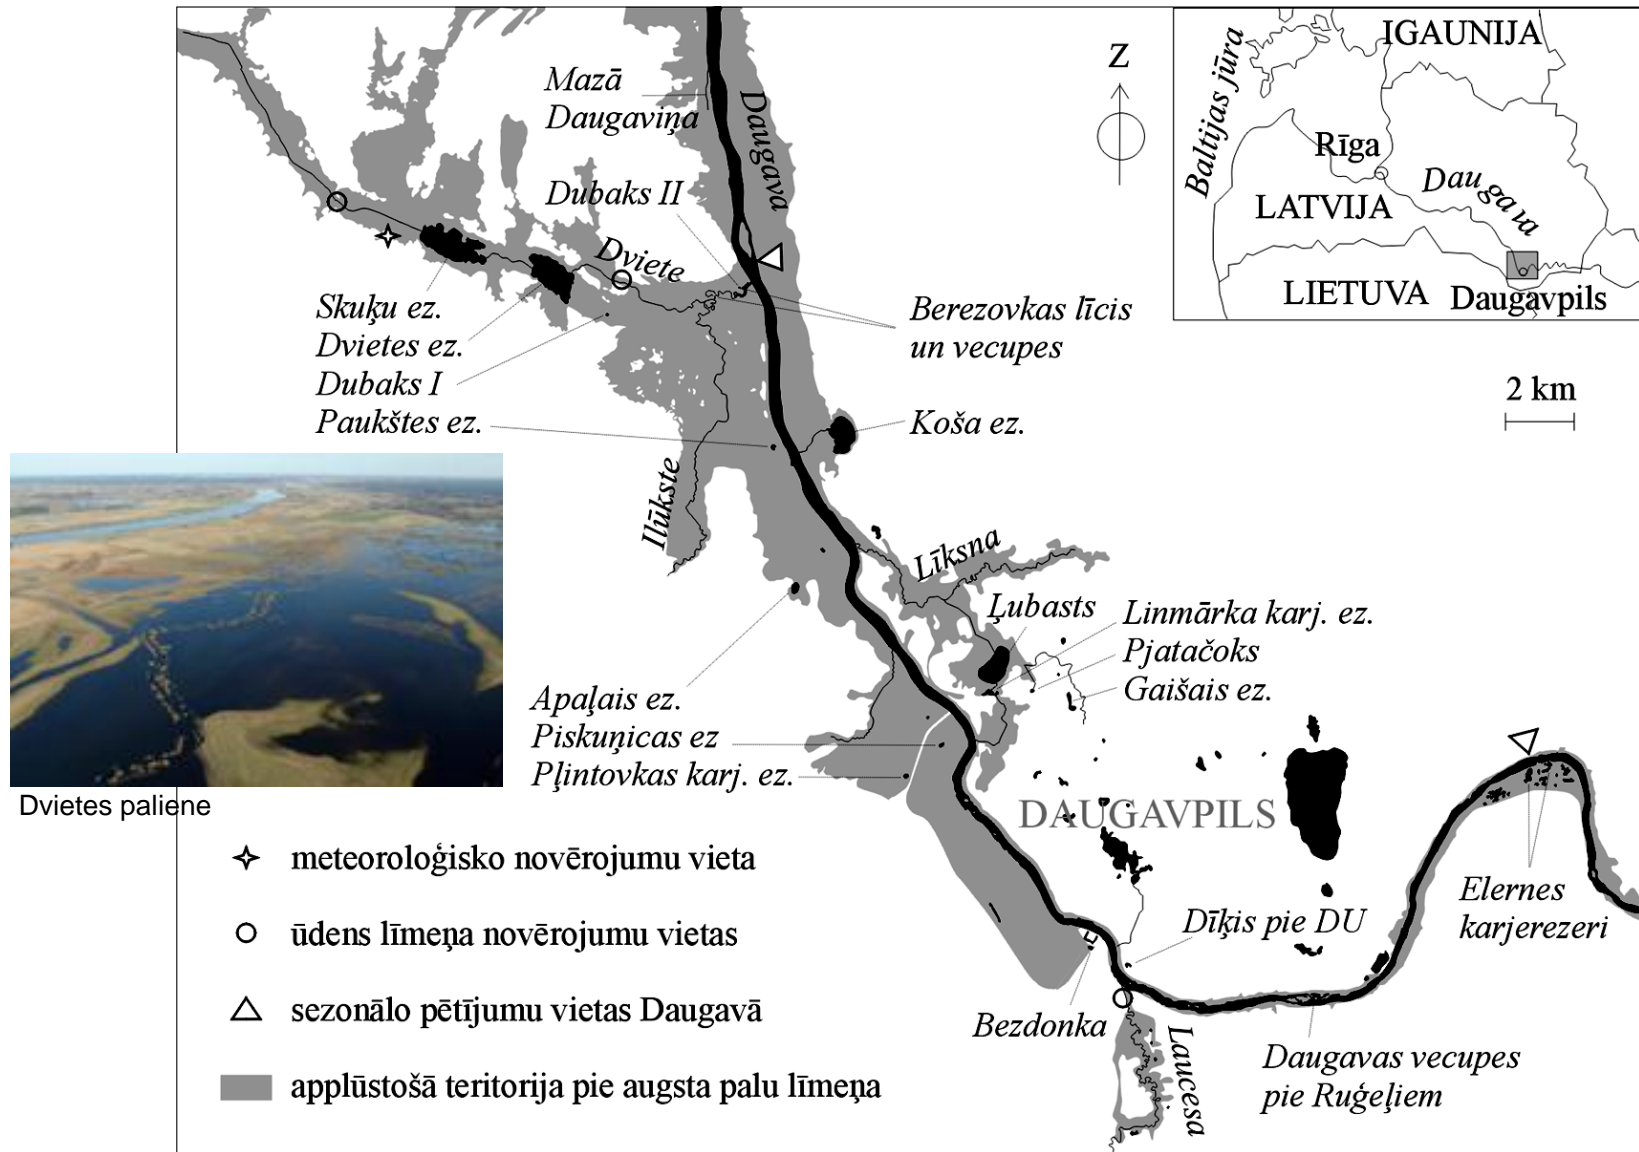 Mazā
Daugaviņa
Daugava
Dubaks II
Dviete
Z
Baltijas jūra
IGAUNIJA
Rīga
Daugava
LATVIJA
LIETUVA
Daugavpils
2 km
Skuķu ez.
Dvietes ez.
Dubaks I
Paukštes ez.
Berezovkas līcis
un vecupes
Koša ez.
Ilūkste
Līksna
Ļubasts
Linmārka karj. ez.
Pjatačoks
Gaišais ez.
Apaļais ez.
Piskuņicas ez
Pļintovkas karj. ez.
Dvietes paliene
DAUGAVPILS
Elernes
karjerezeri
Dīķis pie DU
Bezdonka
Laucesa
Daugavas vecupes
pie Ruģeļiem
meteoroloģisko novērojumu vieta
ūdens līmeņa novērojumu vietas
sezonālo pētījumu vietas Daugavā
applūstošā teritorija pie augsta palu līmeņa